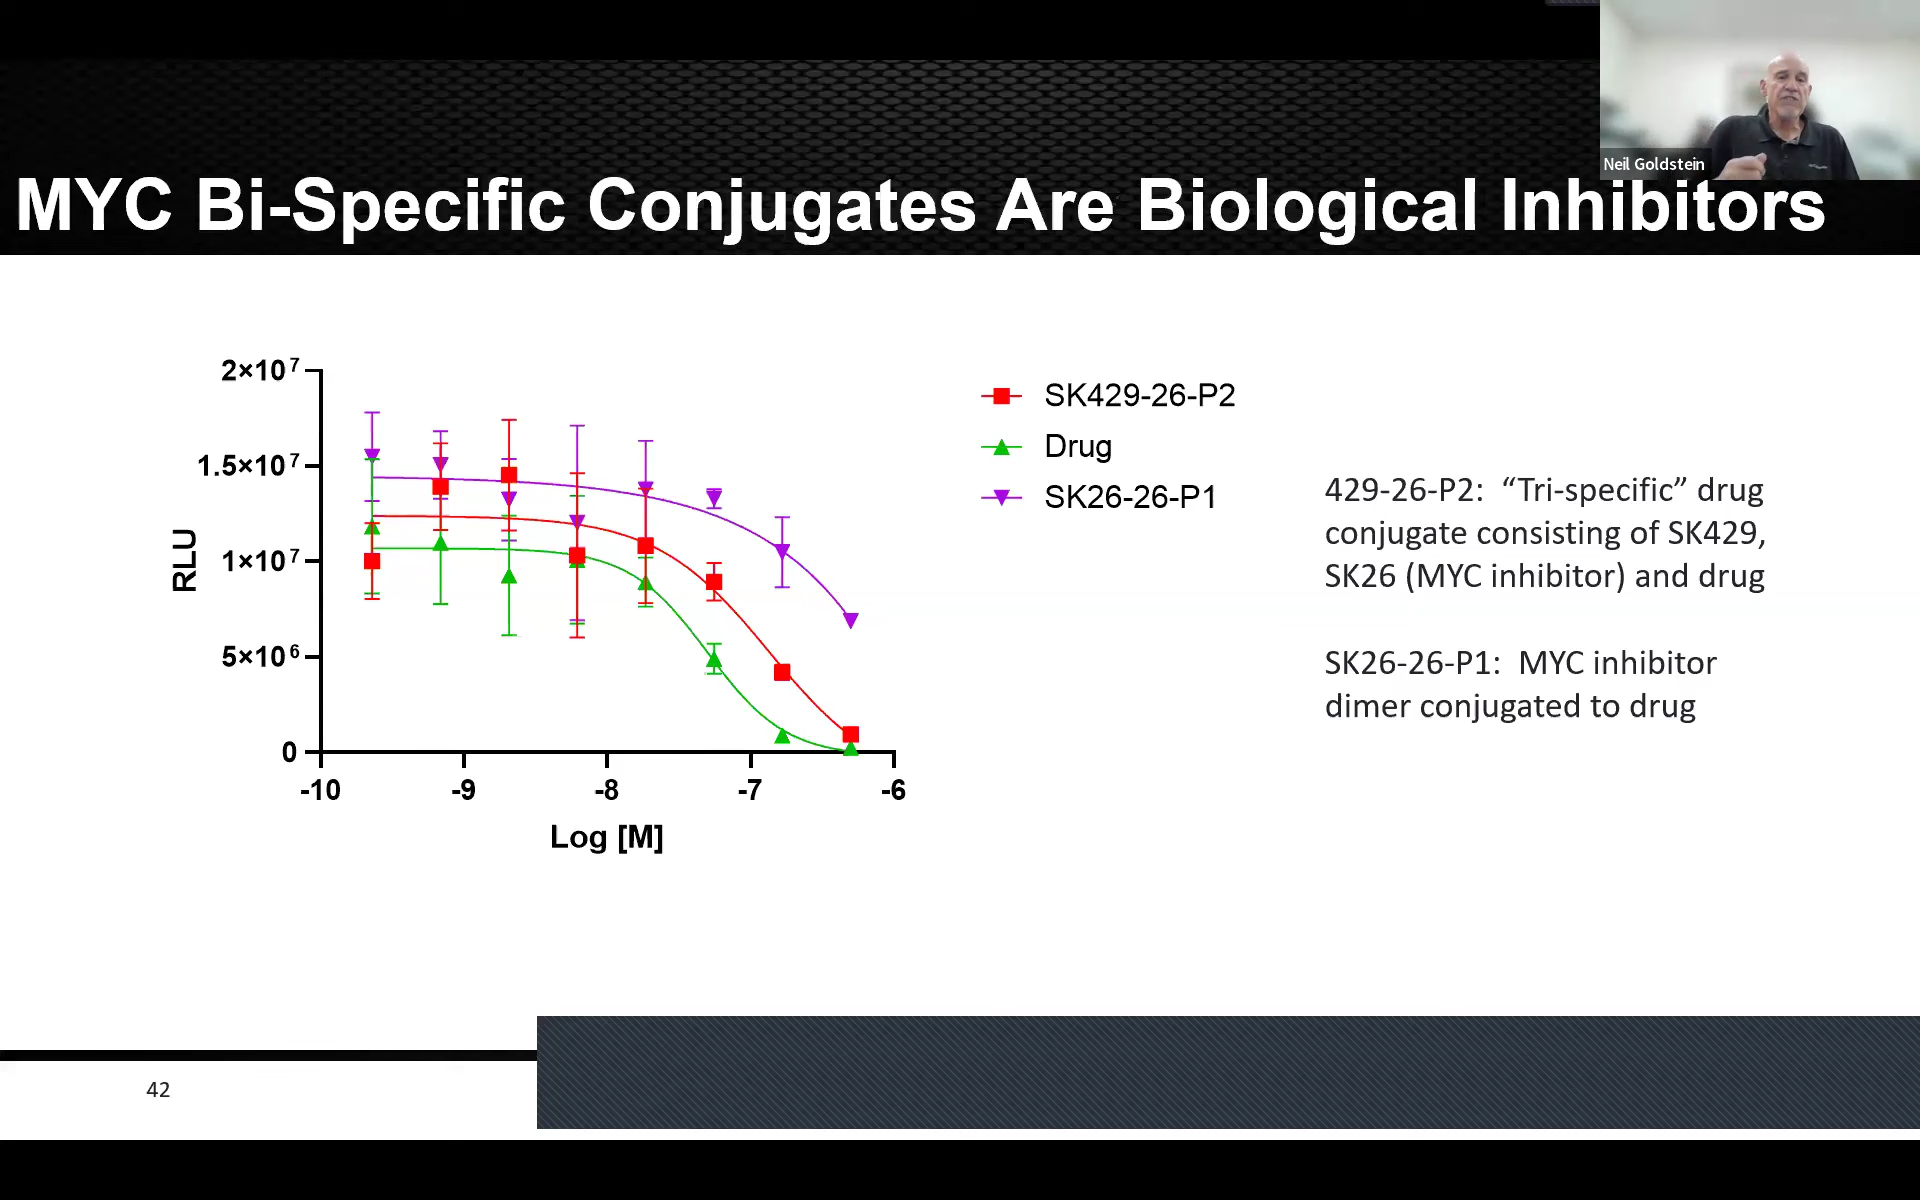 Neil Goldstein
MYC Bi-Specific Conjugates Are Biological Inhibitors
2×10⁷
1.5×10⁷
1×10⁷
5×10⁶
0
RLU
-10 -9 -8 -7 -6
Log [M]
SK429-26-P2
Drug
SK26-26-P1
429-26-P2: “Tri-specific” drug
conjugate consisting of SK429,
SK26 (MYC inhibitor) and drug
SK26-26-P1: MYC inhibitor
dimer conjugated to drug
42